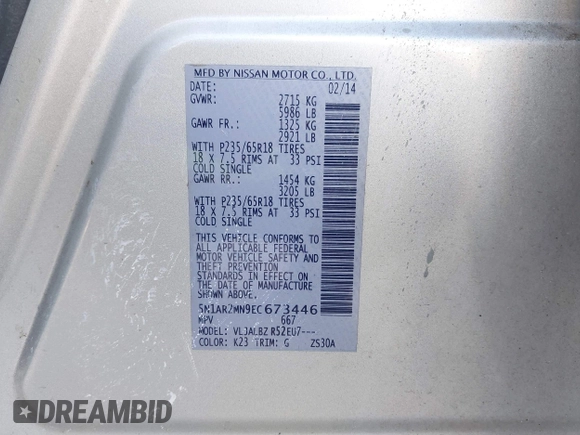 MFD BY NISSAN MOTOR CO., LTD.
DATE: 02/14
GVWR: 2715 KG
5986 LB
GAWR FR.: 1325 KG
2921 LB
WITH P235/65R18 TIRES
18 X 7.5 RIMS AT 33 PSI
COLD SINGLE
GAWR RR.: 1454 KG
3205 LB
WITH P235/65R18 TIRES
18 X 7.5 RIMS AT 33 PSI
COLD SINGLE
THIS VEHICLE CONFORMS TO
ALL APPLICABLE FEDERAL
MOTOR VEHICLE SAFETY AND
THEFT PREVENTION
STANDARDS IN EFFECT ON
THE DATE OF MANUFACTURE
SHOWN ABOVE.
5N1AR2MN9EC673446
MPV 667
MODEL: VLJALBZ R52EU7---
COLOR: K23 TRIM: G ZS30A
DREAMBID